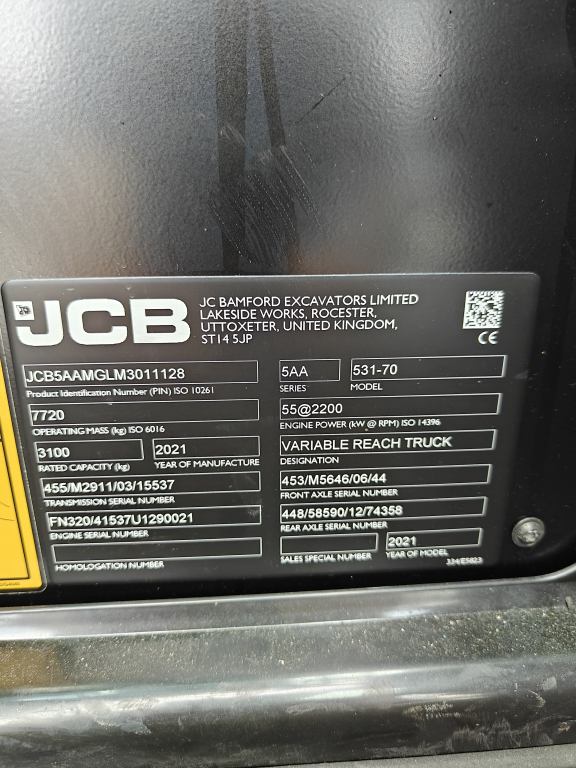 JCB
JC BAMFORD EXCAVATORS LIMITED
LAKESIDE WORKS, ROCESTER,
UTTOXETER, UNITED KINGDOM,
ST14 5JP
CE
JCB5AAMGLM3011128
Product Identification Number (PIN) ISO 10261
5AA
SERIES
531-70
MODEL
7720
OPERATING MASS (kg) ISO 6016
55@2200
ENGINE POWER (kW @ RPM) ISO 14396
3100
RATED CAPACITY (kg)
2021
YEAR OF MANUFACTURE
VARIABLE REACH TRUCK
DESIGNATION
455/M2911/03/15537
TRANSMISSION SERIAL NUMBER
453/M5646/06/44
FRONT AXLE SERIAL NUMBER
FN320/41537U1290021
ENGINE SERIAL NUMBER
448/58590/12/74358
REAR AXLE SERIAL NUMBER
HOMOLOGATION NUMBER
SALES SPECIAL NUMBER
2021
YEAR OF MODEL
334/E5823